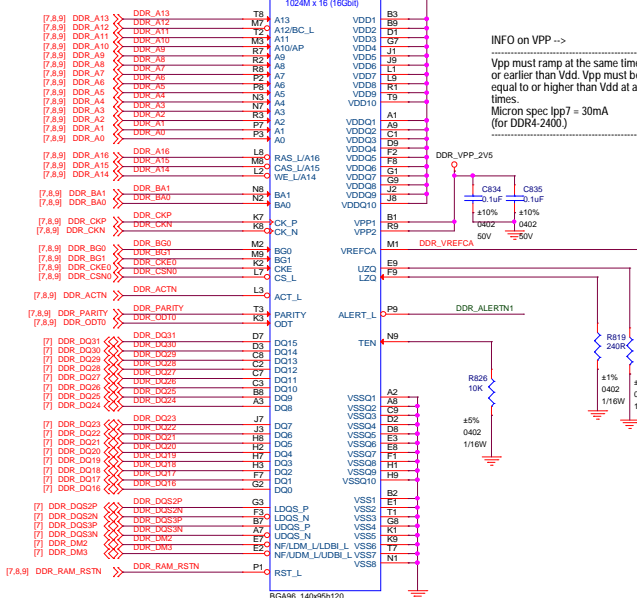 1024M x 16 (16Gbit)
[7,8,9] DDR_A13 DDR_A13 T8 A13
[7,8,9] DDR_A12 DDR_A12 M7 A12/BC_L
[7,8,9] DDR_A11 DDR_A11 T2 A11
[7,8,9] DDR_A10 DDR_A10 M3 A10/AP
[7,8,9] DDR_A9 DDR_A9 R7 A9
[7,8,9] DDR_A8 DDR_A8 R2 A8
[7,8,9] DDR_A7 DDR_A7 R8 A7
[7,8,9] DDR_A6 DDR_A6 P2 A6
[7,8,9] DDR_A5 DDR_A5 P8 A5
[7,8,9] DDR_A4 DDR_A4 N3 A4
[7,8,9] DDR_A3 DDR_A3 N7 A3
[7,8,9] DDR_A2 DDR_A2 R3 A2
[7,8,9] DDR_A1 DDR_A1 P7 A1
[7,8,9] DDR_A0 DDR_A0 P3 A0
[7,8,9] DDR_A16 DDR_A16 L8 RAS_L/A16
[7,8,9] DDR_A15 DDR_A15 M8 CAS_L/A15
[7,8,9] DDR_A14 DDR_A14 L2 WE_L/A14
[7,8,9] DDR_BA1 DDR_BA1 N8 BA1
[7,8,9] DDR_BA0 DDR_BA0 N2 BA0
[7,8,9] DDR_CKP DDR_CKP K7 CK_P
[7,8,9] DDR_CKN DDR_CKN K8 CK_N
[7,8,9] DDR_BG0 DDR_BG0 M2 BG0
[7,8,9] DDR_BG1 DDR_BG1 M9 BG1
[7,8,9] DDR_CKE0 DDR_CKE0 K2 CKE
[7,8,9] DDR_CSN0 DDR_CSN0 L7 CS_L
[7,8,9] DDR_ACTN DDR_ACTN L3 ACT_L
[7,8,9] DDR_PARITY DDR_PARITY T3 PARITY
[7,8,9] DDR_ODT0 DDR_ODT0 K3 ODT
[7] DDR_DQ31 DDR_DQ31 D7 DQ15
[7] DDR_DQ30 DDR_DQ30 D3 DQ14
[7] DDR_DQ29 DDR_DQ29 C8 DQ13
[7] DDR_DQ28 DDR_DQ28 C2 DQ12
[7] DDR_DQ27 DDR_DQ27 C7 DQ11
[7] DDR_DQ26 DDR_DQ26 C3 DQ10
[7] DDR_DQ25 DDR_DQ25 B8 DQ9
[7] DDR_DQ24 DDR_DQ24 A3 DQ8
[7] DDR_DQ23 DDR_DQ23 J7 DQ7
[7] DDR_DQ22 DDR_DQ22 J3 DQ6
[7] DDR_DQ21 DDR_DQ21 H8 DQ5
[7] DDR_DQ20 DDR_DQ20 H2 DQ4
[7] DDR_DQ19 DDR_DQ19 H7 DQ3
[7] DDR_DQ18 DDR_DQ18 H3 DQ2
[7] DDR_DQ17 DDR_DQ17 F7 DQ1
[7] DDR_DQ16 DDR_DQ16 G2 DQ0
[7] DDR_DQS2P DDR_DQS2P G3 LDQS_P
[7] DDR_DQS2N DDR_DQS2N F3 LDQS_N
[7] DDR_DQS3P DDR_DQS3P B7 UDQS_P
[7] DDR_DQS3N DDR_DQS3N A7 UDQS_N
[7] DDR_DM2 DDR_DM2 E7 NF/LDM_L/LDBI_L
[7] DDR_DM3 DDR_DM3 E2 NF/UDM_L/UDBI_L
[7,8,9] DDR_RAM_RSTN DDR_RAM_RSTN P1 RST_L
BGA96_140x95h120
VDD1 B3
VDD2 B9
VDD3 D1
VDD4 G7
VDD5 J1
VDD6 J9
VDD7 L1
VDD8 L9
VDD9 R1
VDD10 T9
VDDQ1 A1
VDDQ2 A9
VDDQ3 C1
VDDQ4 D9
VDDQ5 F2
VDDQ6 F8
VDDQ7 G1
VDDQ8 G9
VDDQ9 J2
VDDQ10 J8
VPP1 B1
VPP2 R9
VREFCA M1 DDR_VREFCA
UZQ E9
LZQ F9
ALERT_L P9 DDR_ALERTN1
TEN N9
VSSQ1 A2
VSSQ2 A8
VSSQ3 C9
VSSQ4 D2
VSSQ5 D8
VSSQ6 E3
VSSQ7 E8
VSSQ8 F1
VSSQ9 H1
VSSQ10 H9
VSS1 B2
VSS2 E1
VSS3 T1
VSS4 G8
VSS5 K1
VSS6 K9
VSS7 T7
VSS8 N1
INFO on VPP -->
Vpp must ramp at the same time
or earlier than Vdd. Vpp must be
equal to or higher than Vdd at a
times.
Micron spec Ipp7 = 30mA
(for DDR4-2400.)
DDR_VPP_2V5
C834 C835
0.1uF 0.1uF
±10% ±10%
0402 0402
50V 50V
R826
10K
±5%
0402
1/16W
R819
240R
±1%
0402
1/16W